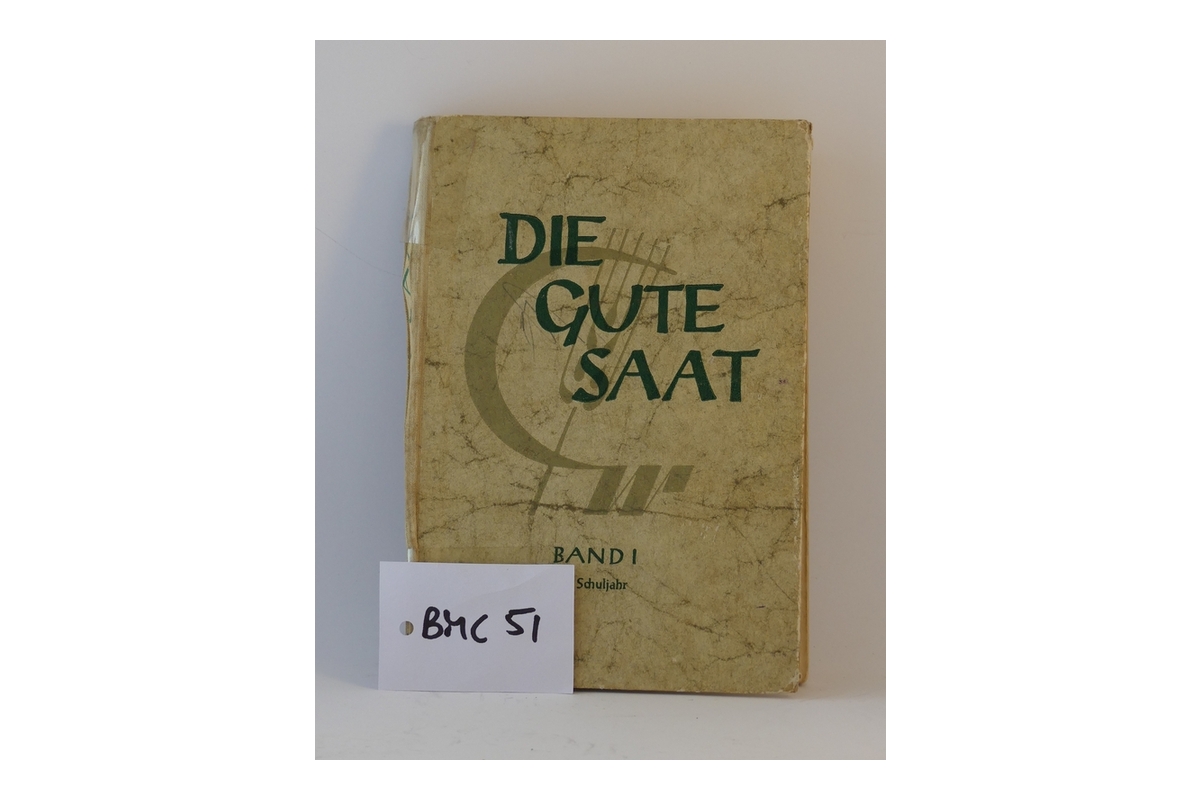 DIE
GUTE
SAAT
BAND I
Schuljahr
BMC 51